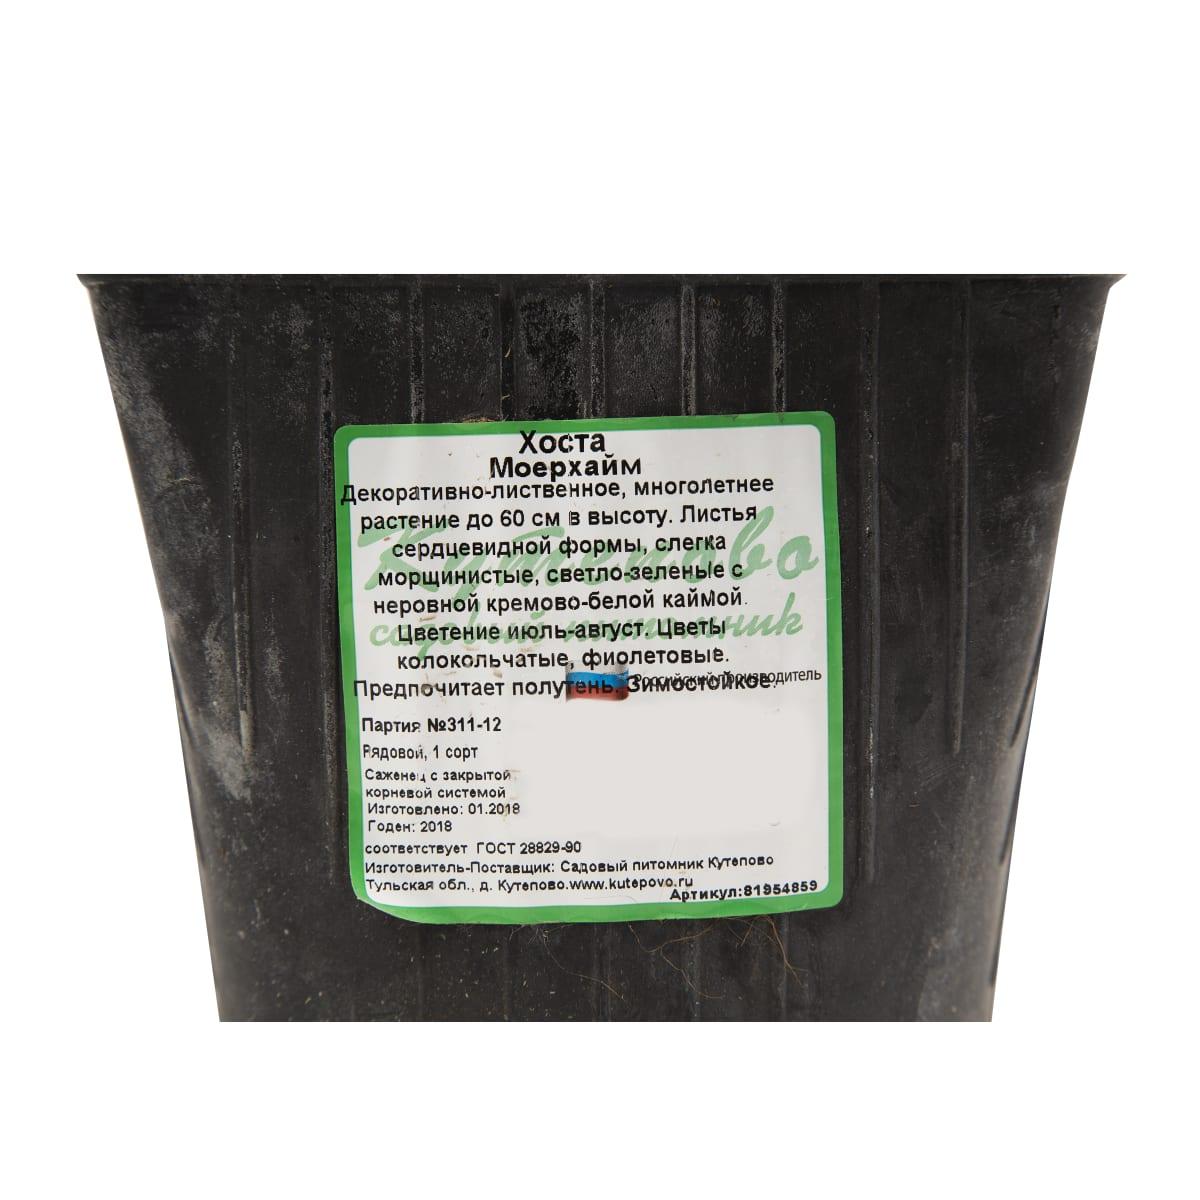 Хоста
Моерхайм
Декоративно-лиственное, многолетнее
растение до 60 см в высоту. Листья
сердцевидной формы, слегка
морщинистые, светло-зеленые с
неровной кремово-белой каймой.
Цветение июль-август. Цветы
колокольчатые, фиолетовые.
Предпочитает полутень. Зимостойкое.
Кутепово
садовый питомник
Российский производитель
Партия №311-12
Рядовой, 1 сорт
Саженец с закрытой
корневой системой
Изготовлено: 01.2018
Годен: 2018
соответствует ГОСТ 28829-90
Изготовитель-Поставщик: Садовый питомник Кутепово
Тульская обл., д. Кутепово.www.kutepovo.ru
Артикул:81954859